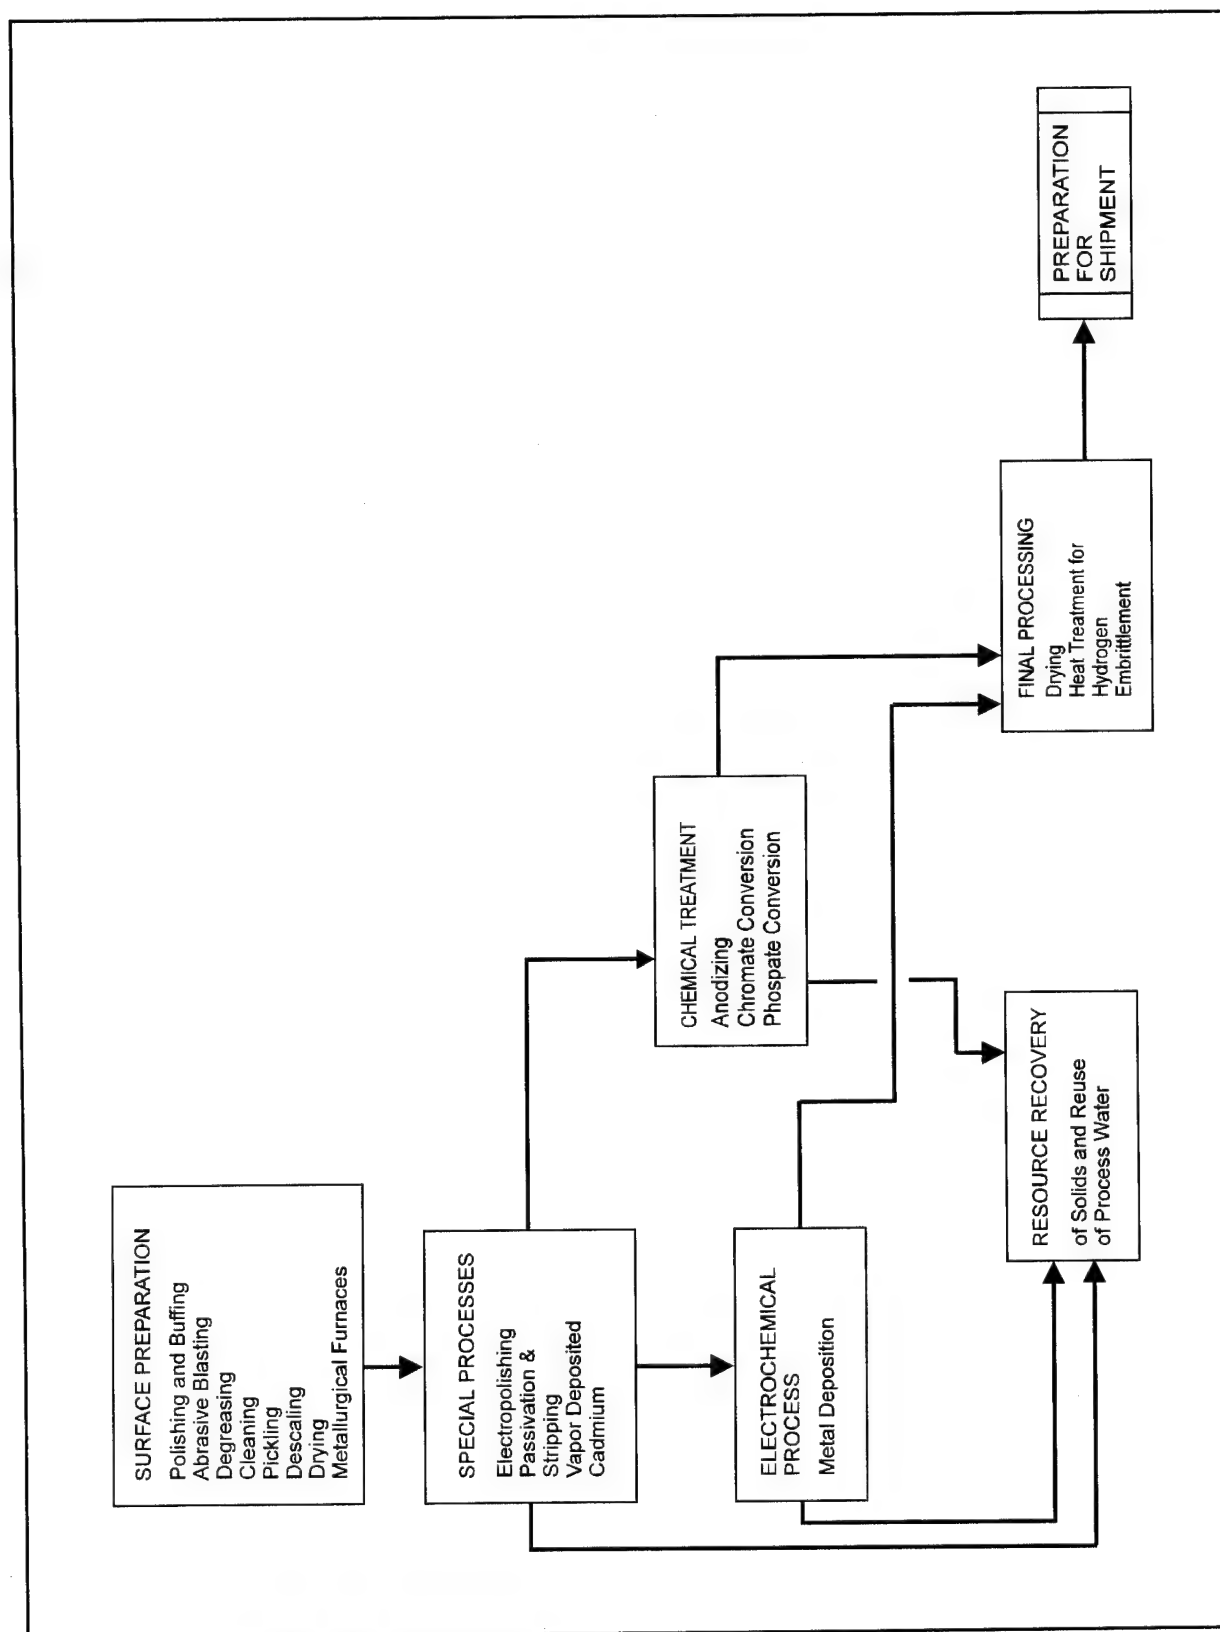 SURFACE PREPARATION
Polishing and Buffing
Abrasive Blasting
Degreasing
Cleaning
Pickling
Descaling
Drying
Metallurgical Furnaces
SPECIAL PROCESSES
Electropolishing
Passivation &
Stripping
Vapor Deposited
Cadmium
ELECTROCHEMICAL
PROCESS
Metal Deposition
CHEMICAL TREATMENT
Anodizing
Chromate Conversion
Phospate Conversion
RESOURCE RECOVERY
of Solids and Reuse
of Process Water
FINAL PROCESSING
Drying
Heat Treatment for
Hydrogen
Embrittlement
PREPARATION
FOR
SHIPMENT